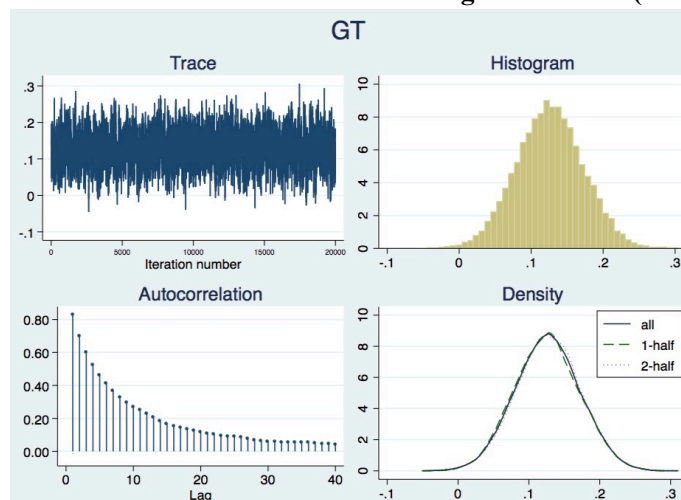 GT
Trace
.3
.2
.1
0
-.1
0 5000 10000 15000 20000
Iteration number
Histogram
10
8
6
4
2
0
-.1 0 .1 .2 .3
Autocorrelation
0.80
0.60
0.40
0.20
0.00
0 10 20 30 40
Lag
Density
10
8
6
4
2
0
all
1-half
2-half
-.1 0 .1 .2 .3